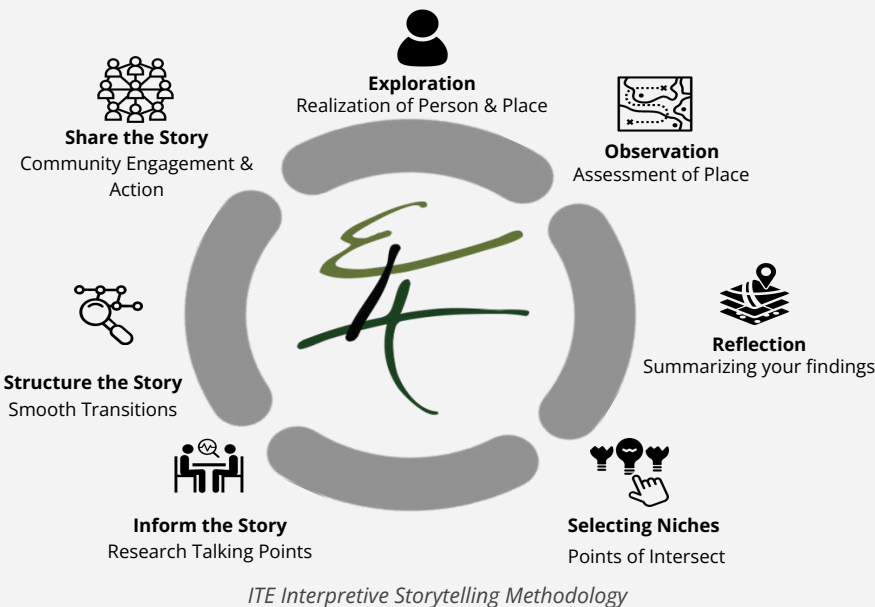 Exploration
Realization of Person & Place
Observation
Assessment of Place
Reflection
Summarizing your findings
Selecting Niches
Points of Intersect
Inform the Story
Research Talking Points
Structure the Story
Smooth Transitions
Share the Story
Community Engagement &
Action
ITE Interpretive Storytelling Methodology